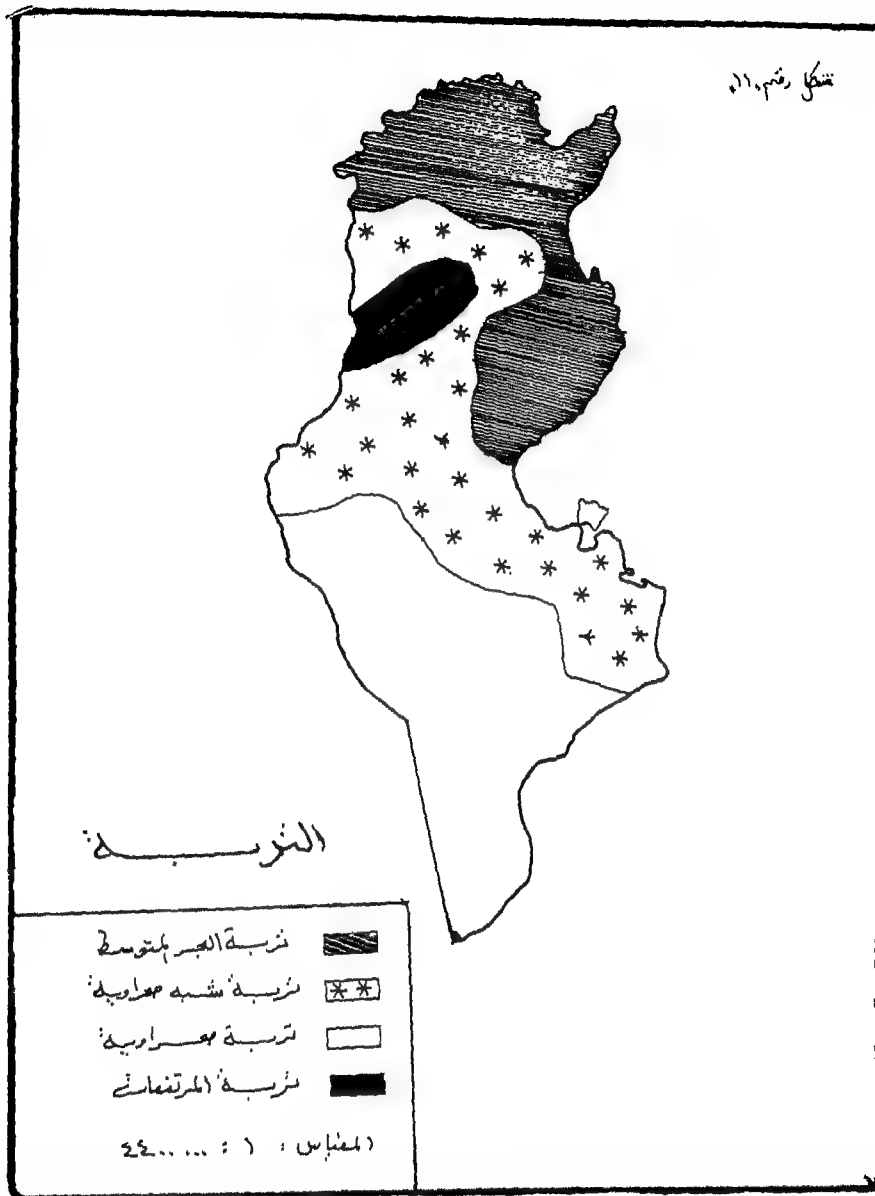 شكل رقم ١١
التربة
تربة البحر المتوسط
تربة شبه صحراوية
تربة صحراوية
تربة المرتفعات
المقياس : ١ : ٤٤٠٠٠٠٠